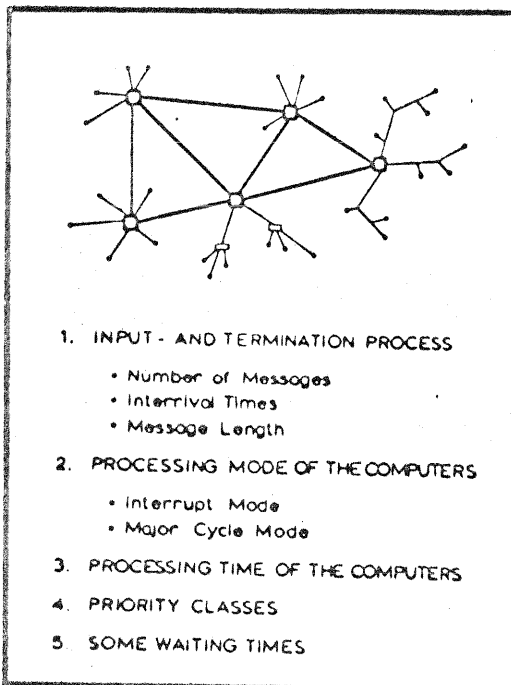 1. INPUT - AND TERMINATION PROCESS
• Number of Messages
• Interrival Times
• Message Length
2. PROCESSING MODE OF THE COMPUTERS
• Interrupt Mode
• Major Cycle Mode
3. PROCESSING TIME OF THE COMPUTERS
4. PRIORITY CLASSES
5 SOME WAITING TIMES